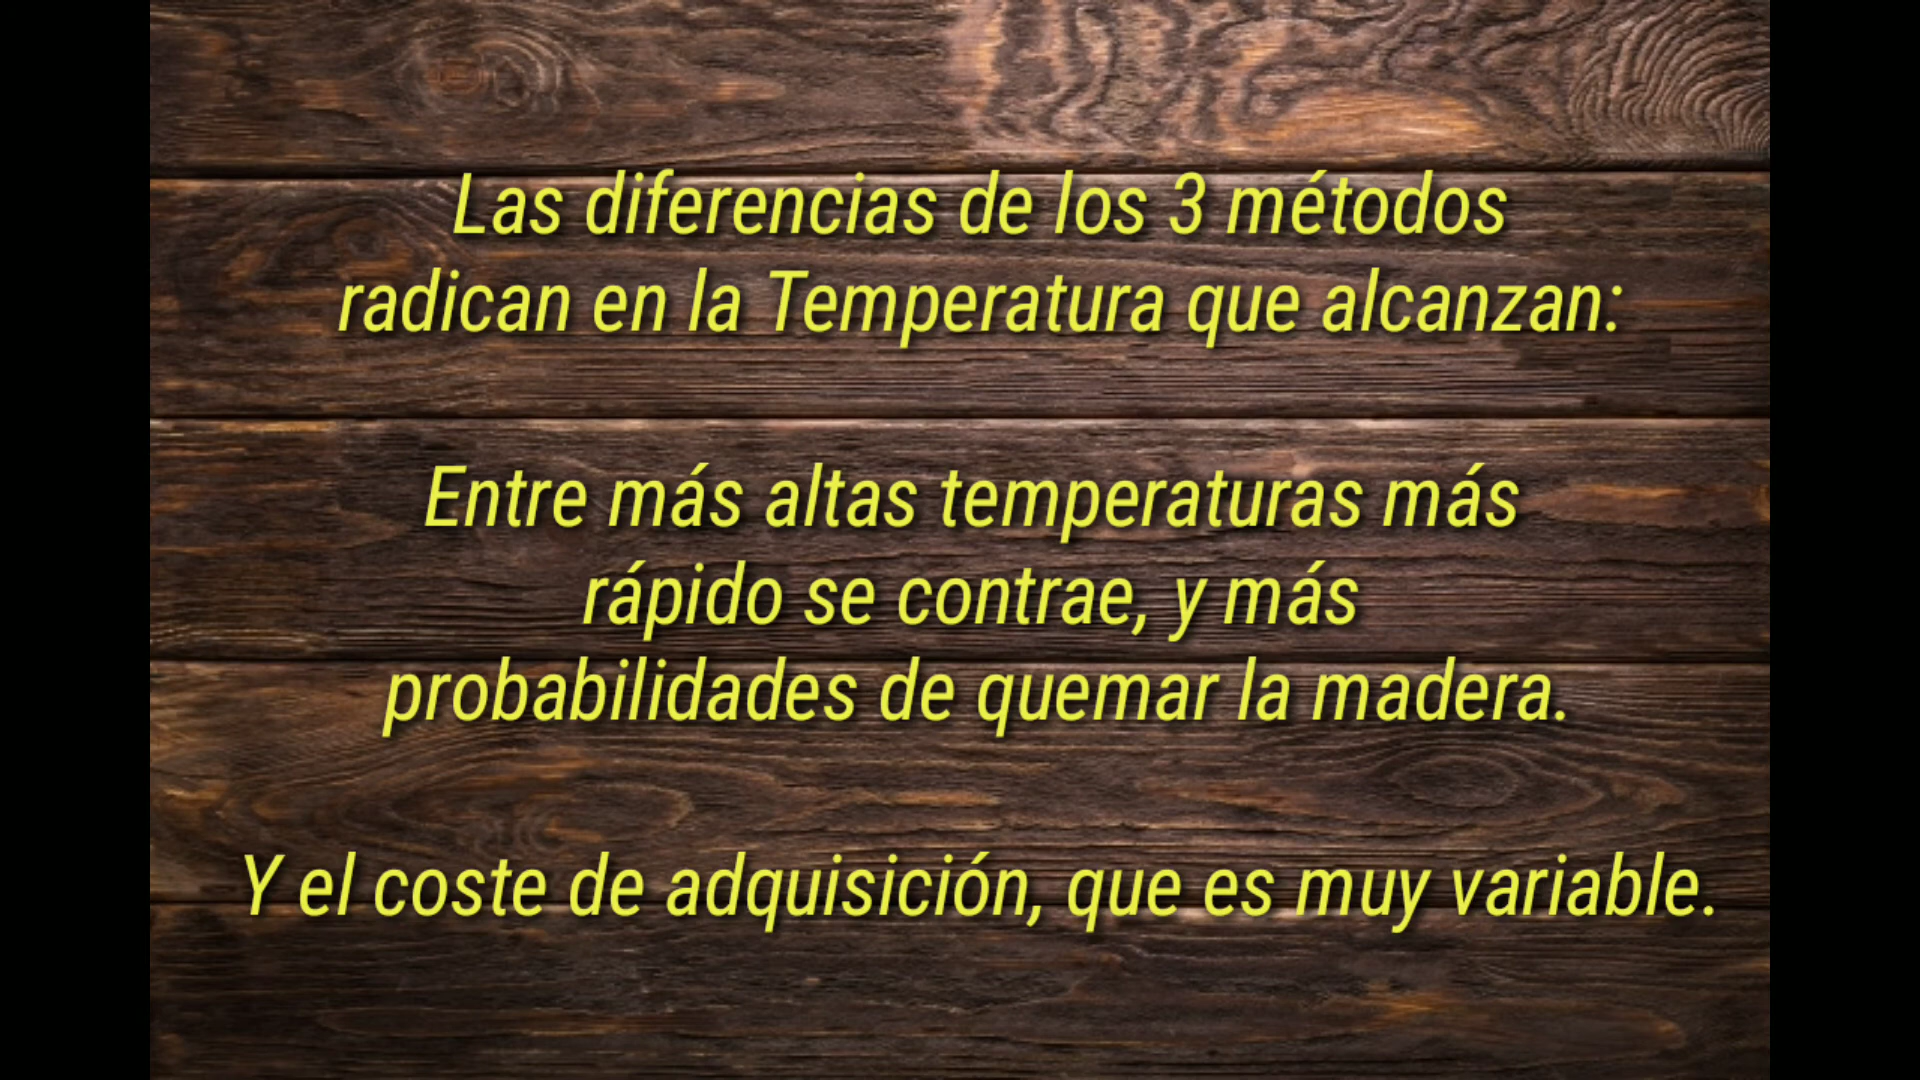 Las diferencias de los 3 métodos
radican en la Temperatura que alcanzan:
Entre más altas temperaturas más
rápido se contrae, y más
probabilidades de quemar la madera.
Y el coste de adquisición, que es muy variable.